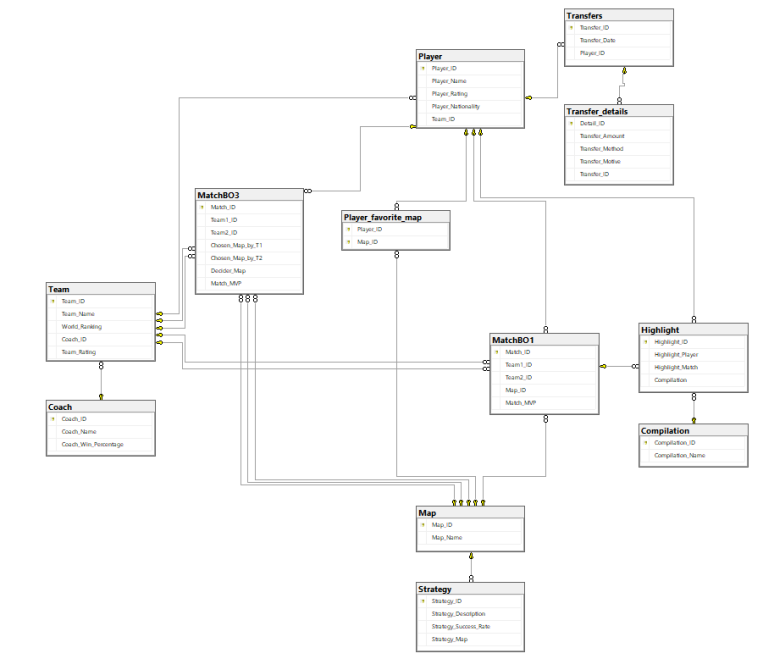 Transfers
Transfer_ID
Transfer_Date
Player_ID
Player
Player_ID
Player_Name
Player_Rating
Player_Nationality
Team_ID
Transfer_details
Detail_ID
Transfer_Amount
Transfer_Method
Transfer_Motive
Transfer_ID
MatchBO3
Match_ID
Team1_ID
Team2_ID
Chosen_Map_by_T1
Chosen_Map_by_T2
Decider_Map
Match_MVP
Player_favorite_map
Player_ID
Map_ID
Team
Team_ID
Team_Name
World_Ranking
Coach_ID
Team_Rating
MatchBO1
Match_ID
Team1_ID
Team2_ID
Map_ID
Match_MVP
Highlight
Highlight_ID
Highlight_Player
Highlight_Match
Compilation
Coach
Coach_ID
Coach_Name
Coach_Win_Percentage
Compilation
Compilation_ID
Compilation_Name
Map
Map_ID
Map_Name
Strategy
Strategy_ID
Strategy_Description
Strategy_Success_Rate
Strategy_Map